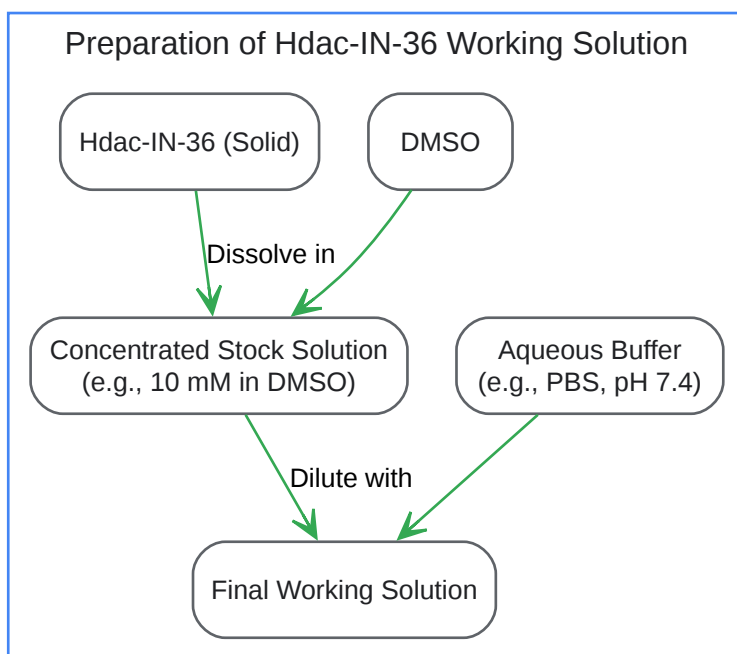 Preparation of Hdac-IN-36 Working Solution
Hdac-IN-36 (Solid)
DMSO
Dissolve in
Concentrated Stock Solution
(e.g., 10 mM in DMSO)
Aqueous Buffer
(e.g., PBS, pH 7.4)
Dilute with
Final Working Solution